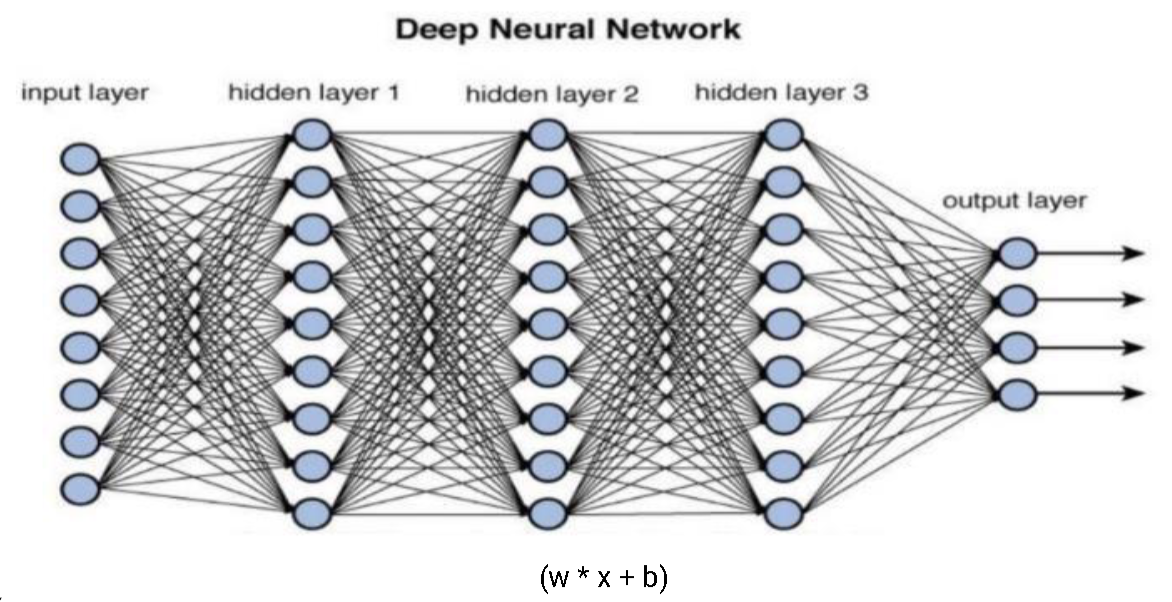 Deep Neural Network
input layer
hidden layer 1
hidden layer 2
hidden layer 3
output layer
(w * x + b)